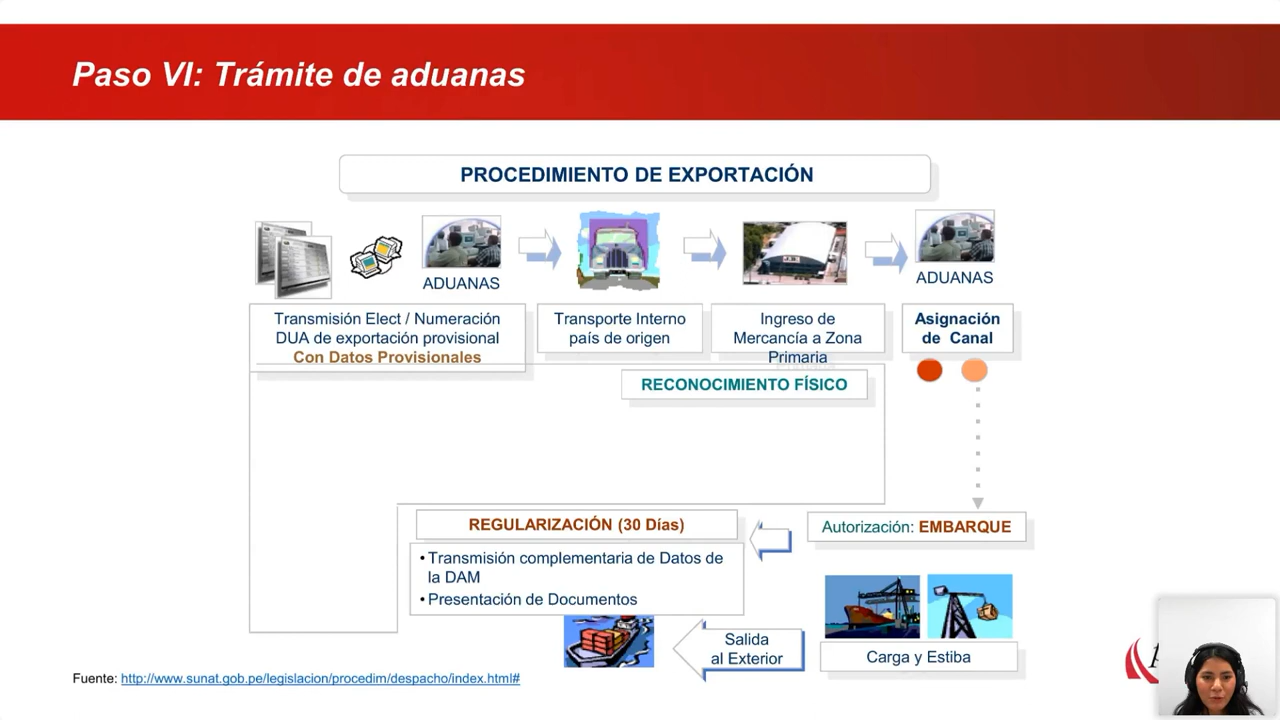 Paso VI: Trámite de aduanas
PROCEDIMIENTO DE EXPORTACIÓN
ADUANAS
ADUANAS
Transmisión Elect / Numeración
DUA de exportación provisional
Con Datos Provisionales
Transporte Interno
país de origen
Ingreso de
Mercancía a Zona
Primaria
Asignación
de Canal
RECONOCIMIENTO FÍSICO
REGULARIZACIÓN (30 Días)
• Transmisión complementaria de Datos de
la DAM
• Presentación de Documentos
Autorización: EMBARQUE
Salida
al Exterior
Carga y Estiba
Fuente: http://www.sunat.gob.pe/legislacion/procedim/despacho/index.html#